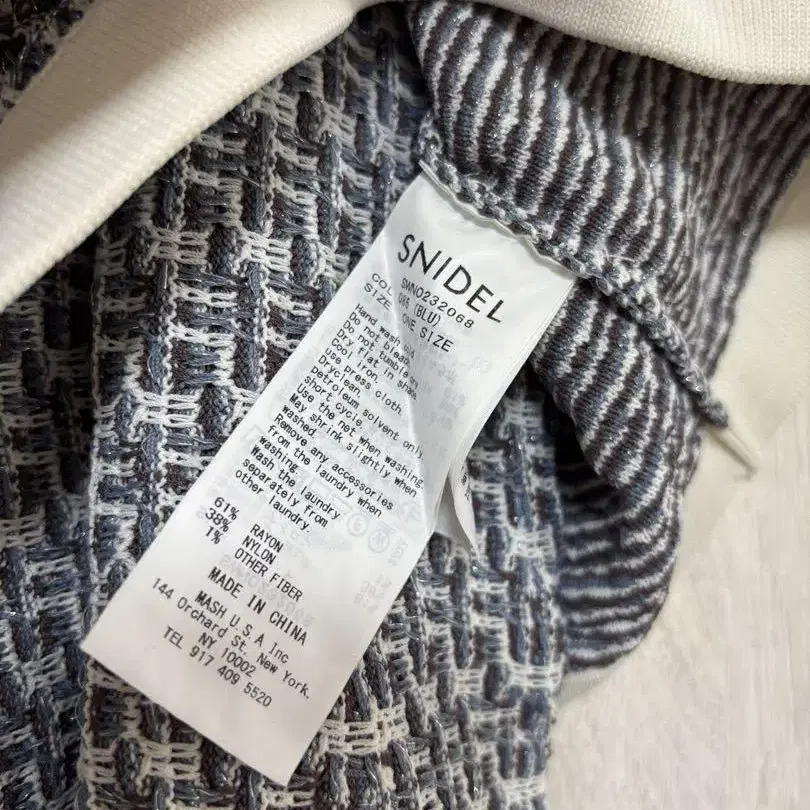 SNIDEL
SWNO232068
COL 086 (BLU)
SIZE ONE SIZE
Hand wash
Do not bleach
Do not tumble
Dry flat in shade
Cool iron.
Use press cloth.
Dryclean.
petroleum solvent only,
short cycle.
Use the net when washing.
May shrink slightly when
washed.
Remove any accessories
from the laundry when
washing.
Wash the laundry
separately from
other laundry.
61% RAYON
38% NYLON
1% OTHER FIBER
MADE IN CHINA
MASH U.S.A Inc
144 Orchard St. New York.
NY 10002
TEL 917 409 5520